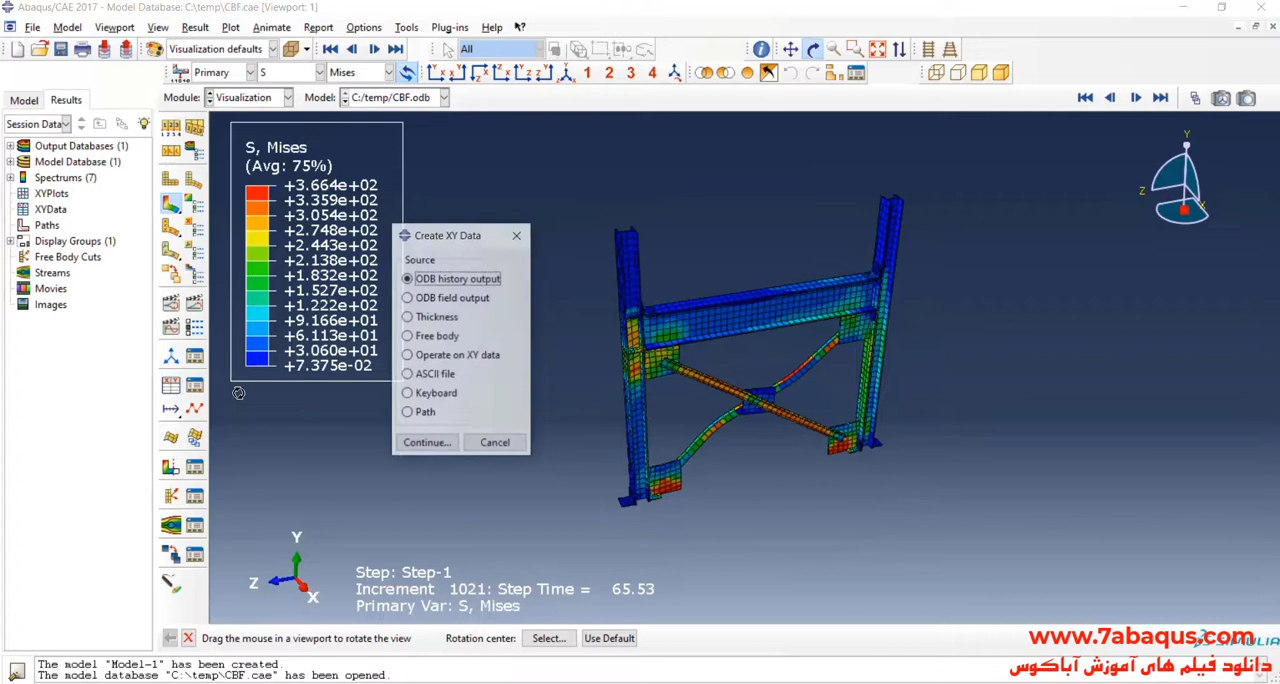 Abaqus/CAE 2017 - Model Database: C:\temp\CBF.cae [Viewport: 1]
File Model Viewport View Result Plot Animate Report Options Tools Plug-ins Help
Visualization defaults All
Primary S Mises 1 2 3 4
Model Results Module: Visualization Model: C:/temp/CBF.odb
Session Data
Output Databases (1)
Model Database (1)
Spectrums (7)
XYPlots
XYData
Paths
Display Groups (1)
Free Body Cuts
Streams
Movies
Images
S, Mises
(Avg: 75%)
+3.664e+02
+3.359e+02
+3.054e+02
+2.748e+02
+2.443e+02
+2.138e+02
+1.832e+02
+1.527e+02
+1.222e+02
+9.166e+01
+6.113e+01
+3.060e+01
+7.375e-02
Create XY Data
Source
ODB history output
ODB field output
Thickness
Free body
Operate on XY data
ASCII file
Keyboard
Path
Continue... Cancel
Y
Z
X
Y
Z
X
Step: Step-1
Increment 1021: Step Time = 65.53
Primary Var: S, Mises
Drag the mouse in a viewport to rotate the view Rotation center: Select... Use Default
www.7abaqus.com
دانلود فیلم های آموزش آباکوس
The model "Model-1" has been created.
The model database "C:\temp\CBF.cae" has been opened.